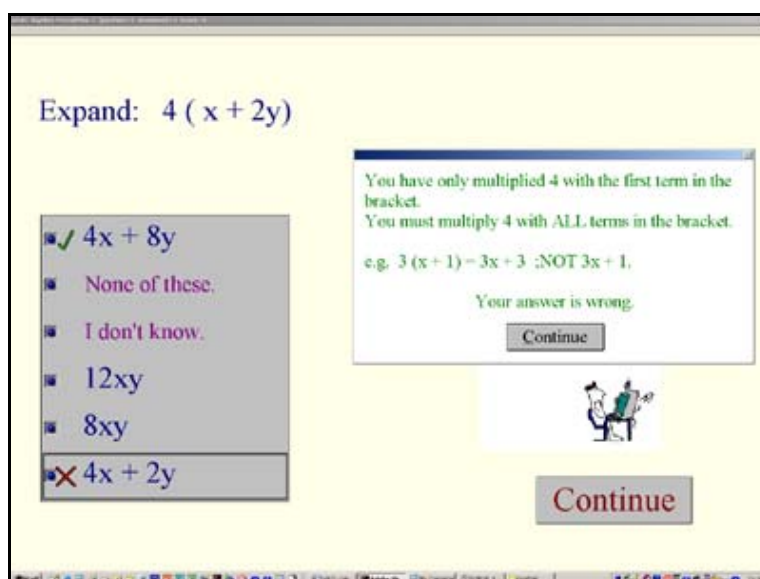 Expand: 4 ( x + 2y)
4x + 8y
None of these.
I don't know.
12xy
8xy
4x + 2y
You have only multiplied 4 with the first term in the
bracket.
You must multiply 4 with ALL terms in the bracket.
e.g. 3 (x + 1) = 3x + 3 ;NOT 3x + 1.
Your answer is wrong.
Continue
Continue